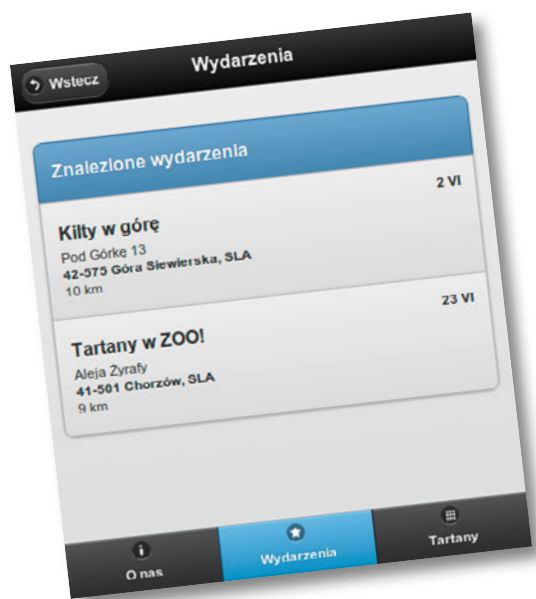 Wstecz
Wydarzenia
Znalezione wydarzenia
Kilty w górę
2 VI
Pod Górkę 13
42-575 Góra Siewierska, SLA
10 km
Tartany w ZOO!
23 VI
Aleja Żyrafy
41-501 Chorzów, SLA
9 km
O nas
Wydarzenia
Tartany